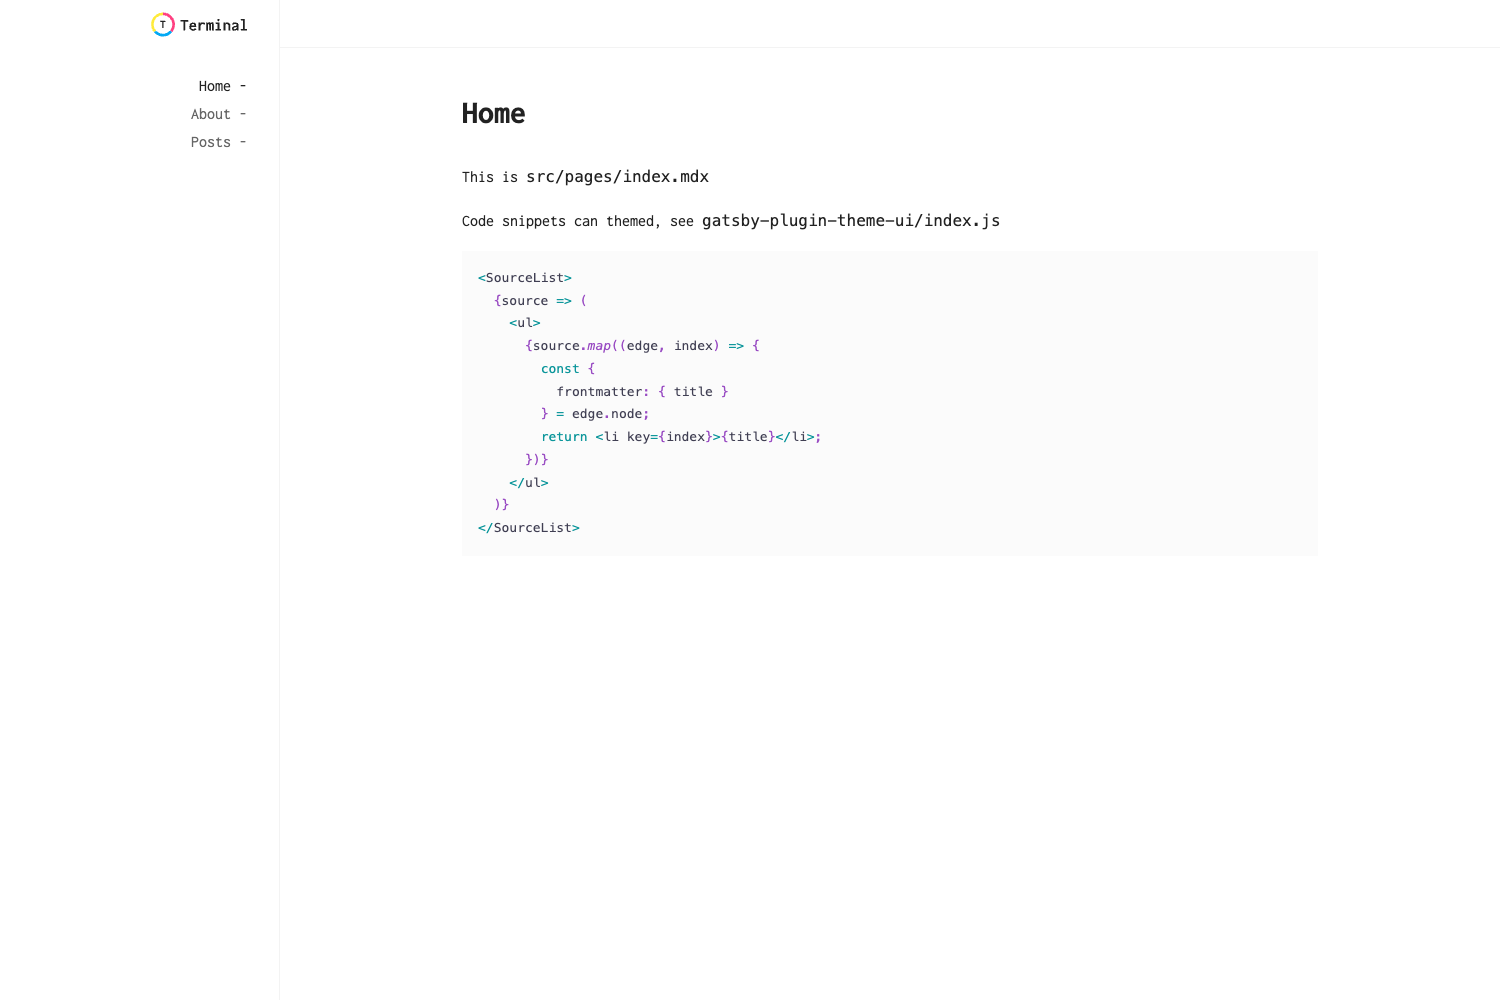 T Terminal
Home -
About -
Posts -
Home
This is src/pages/index.mdx
Code snippets can themed, see gatsby-plugin-theme-ui/index.js
<SourceList>
  {source => (
    <ul>
      {source.map((edge, index) => {
        const {
          frontmatter: { title }
        } = edge.node;
        return <li key={index}>{title}</li>;
      })}
    </ul>
  )}
</SourceList>